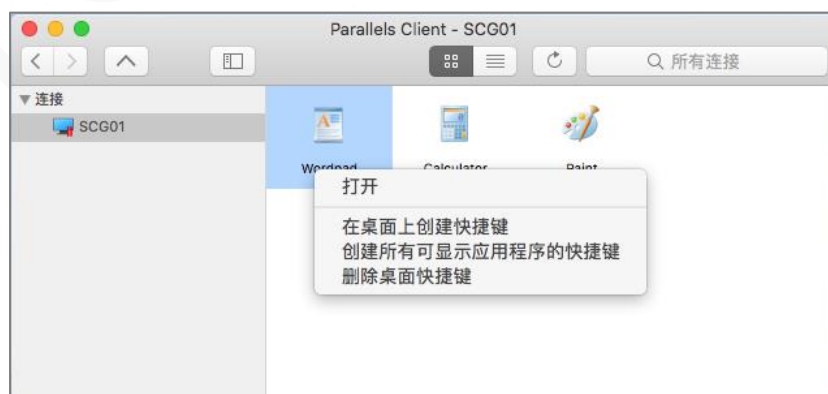 Parallels Client - SCG01
所有连接
连接
SCG01
Wordpad
Calculator
Paint
打开
在桌面上创建快捷键
创建所有可显示应用程序的快捷键
删除桌面快捷键